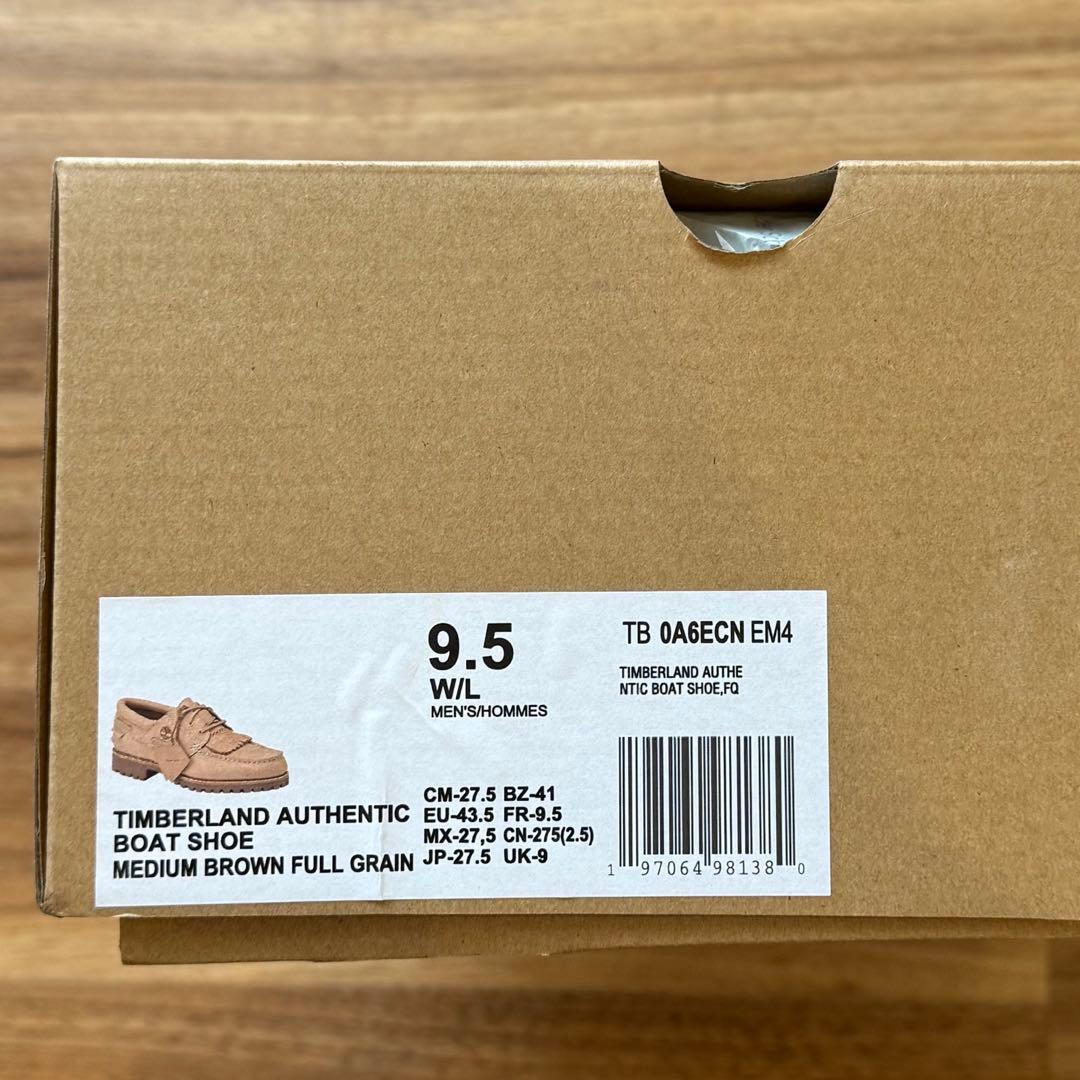 9.5
W/L
MEN'S/HOMMES
TB 0A6ECN EM4
TIMBERLAND AUTHE
NTIC BOAT SHOE,FQ
TIMBERLAND AUTHENTIC
BOAT SHOE
MEDIUM BROWN FULL GRAIN
CM-27.5 BZ-41
EU-43.5 FR-9.5
MX-27,5 CN-275(2.5)
JP-27.5 UK-9
1 97064 98138 0